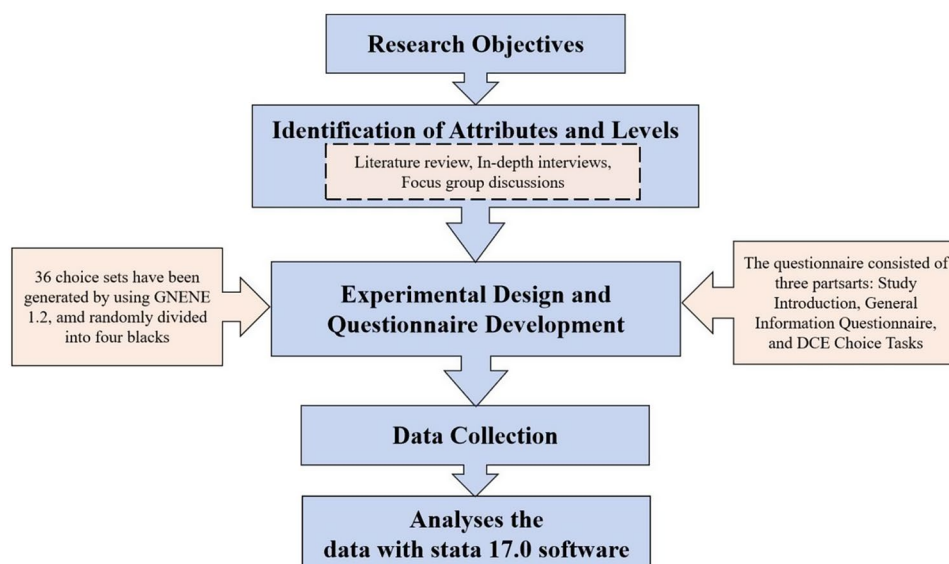 Research Objectives
Identification of Attributes and Levels
Literature review, In-depth interviews,
Focus group discussions
36 choice sets have been
generated by using GNENE
1.2, amd randomly divided
into four blacks
Experimental Design and
Questionnaire Development
The questionnaire consisted of
three partsarts: Study
Introduction, General
Information Questionnaire,
and DCE Choice Tasks
Data Collection
Analyses the
data with stata 17.0 software